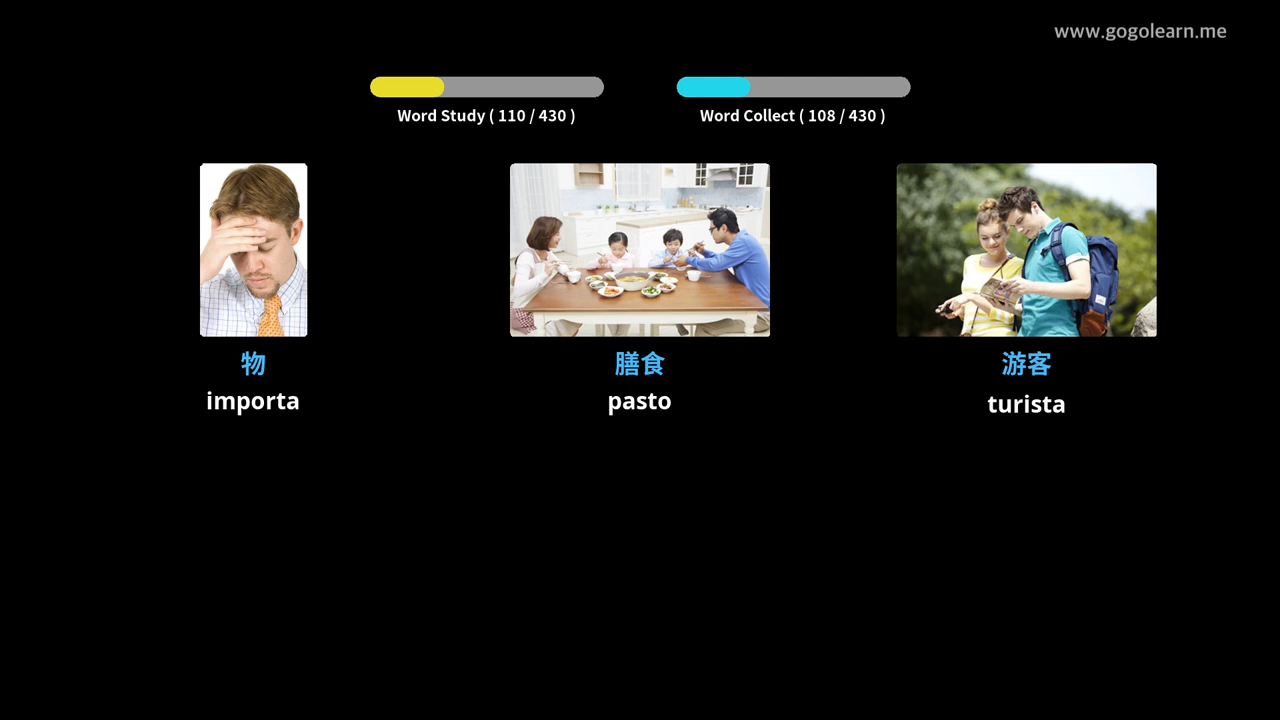 www.gogolearn.me
Word Study ( 110 / 430 )
Word Collect ( 108 / 430 )
物
importa
膳食
pasto
游客
turista